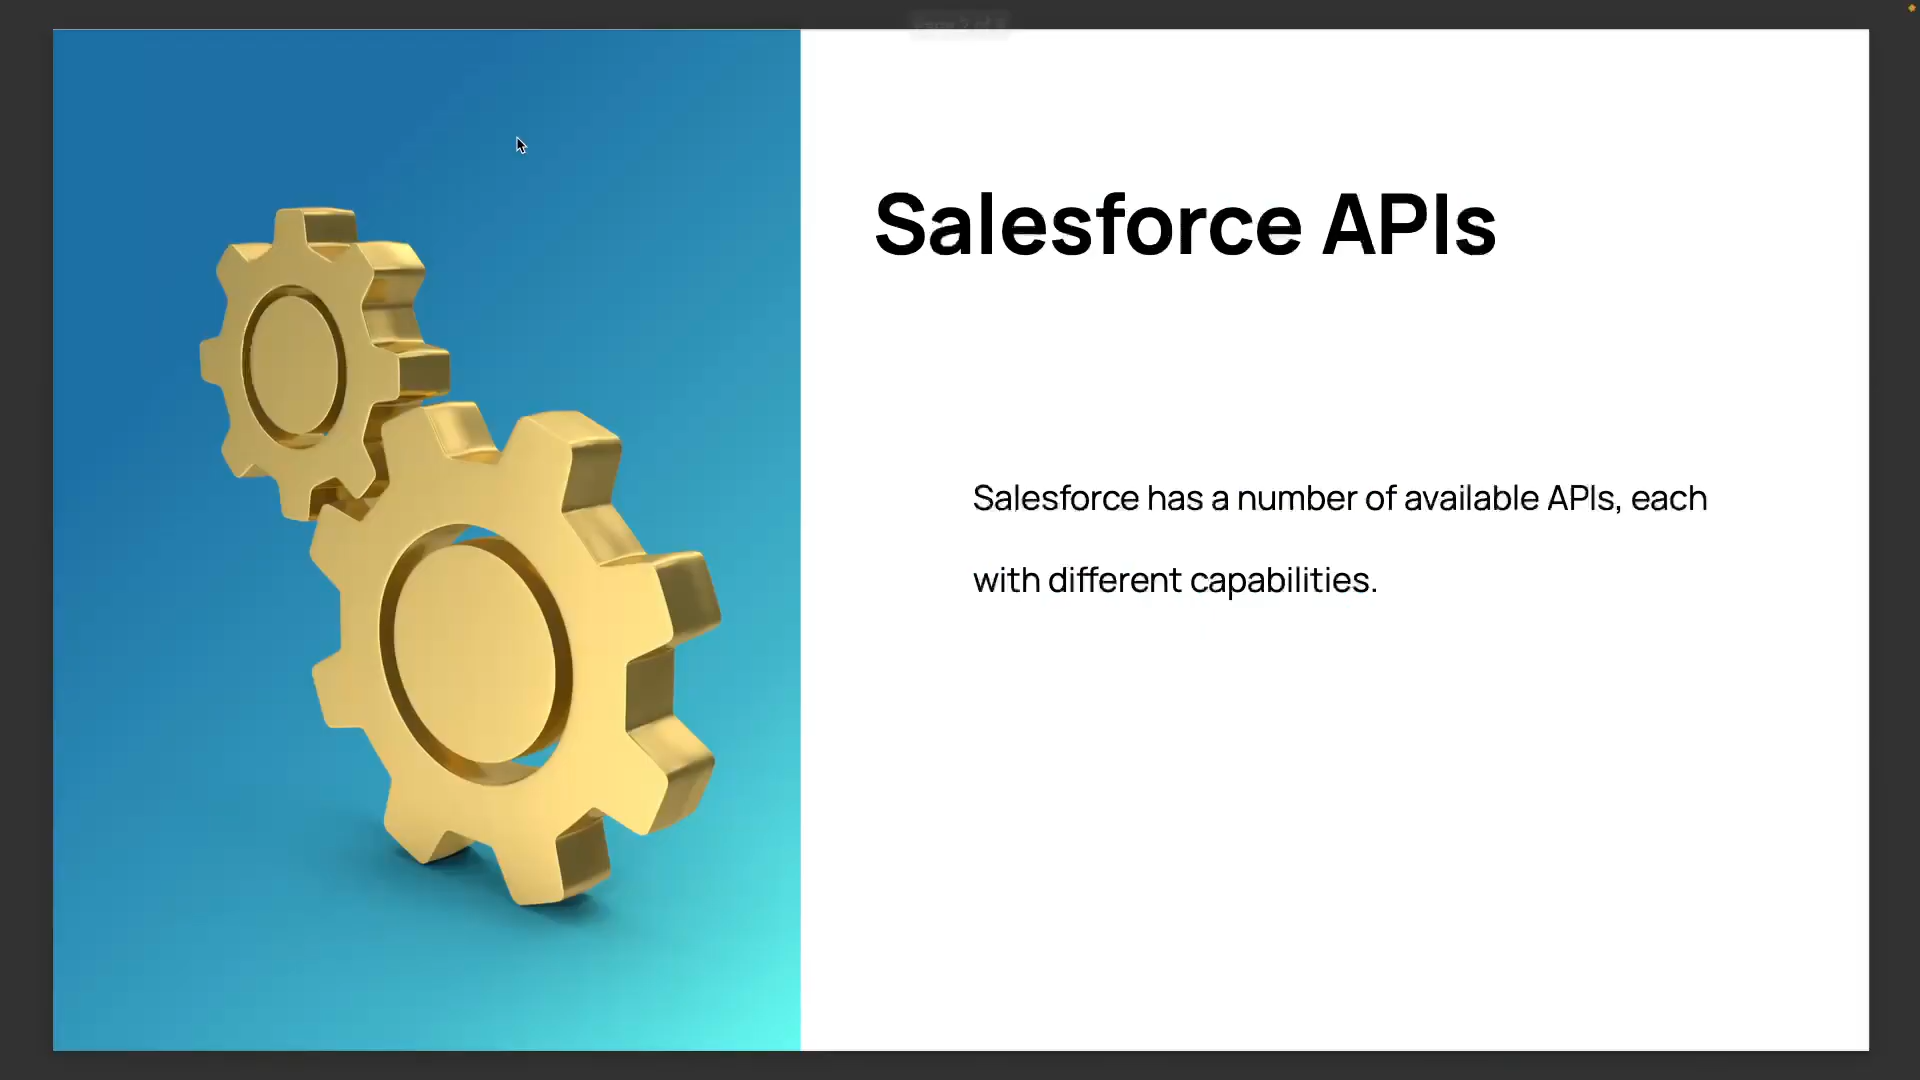 Salesforce APIs
Salesforce has a number of available APIs, each
with different capabilities.